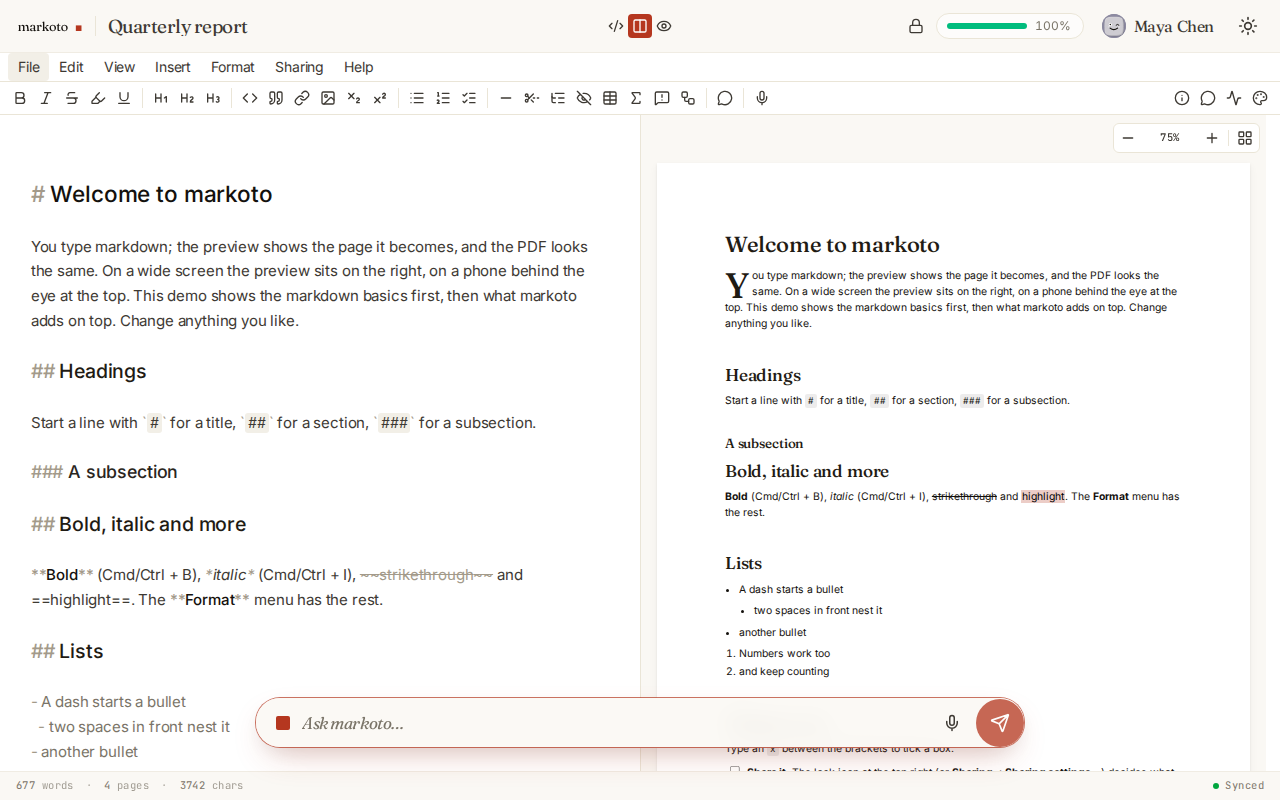 markoto
Quarterly report
100%
Maya Chen
File Edit View Insert Format Sharing Help
H1 H2 H3
75%
# Welcome to markoto
You type markdown; the preview shows the page it becomes, and the PDF looks
the same. On a wide screen the preview sits on the right, on a phone behind the
eye at the top. This demo shows the markdown basics first, then what markoto
adds on top. Change anything you like.
## Headings
Start a line with `#` for a title, `##` for a section, `###` for a subsection.
### A subsection
## Bold, italic and more
**Bold** (Cmd/Ctrl + B), *italic* (Cmd/Ctrl + I), ~~strikethrough~~ and
==highlight==. The **Format** menu has the rest.
## Lists
- A dash starts a bullet
- two spaces in front nest it
- another bullet
Welcome to markoto
You type markdown; the preview shows the page it becomes, and the PDF looks the
same. On a wide screen the preview sits on the right, on a phone behind the eye at the
top. This demo shows the markdown basics first, then what markoto adds on top. Change
anything you like.
Headings
Start a line with # for a title, ## for a section, ### for a subsection.
A subsection
Bold, italic and more
Bold (Cmd/Ctrl + B), italic (Cmd/Ctrl + I), strikethrough and highlight. The Format menu has
the rest.
Lists
• A dash starts a bullet
• two spaces in front nest it
• another bullet
1. Numbers work too
2. and keep counting
Type an x between the brackets to tick a box.
Ask markoto...
677 words · 4 pages · 3742 chars
Synced